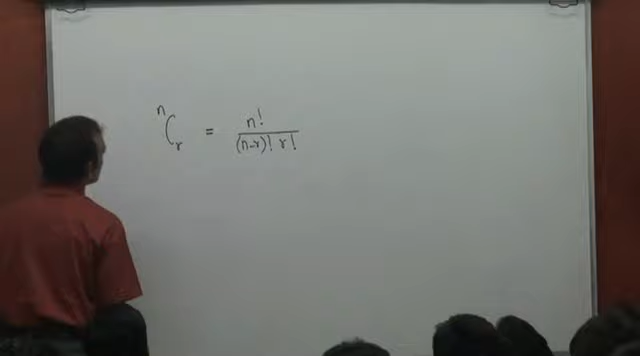 ⁿCᵣ = n! / (n-r)! r!